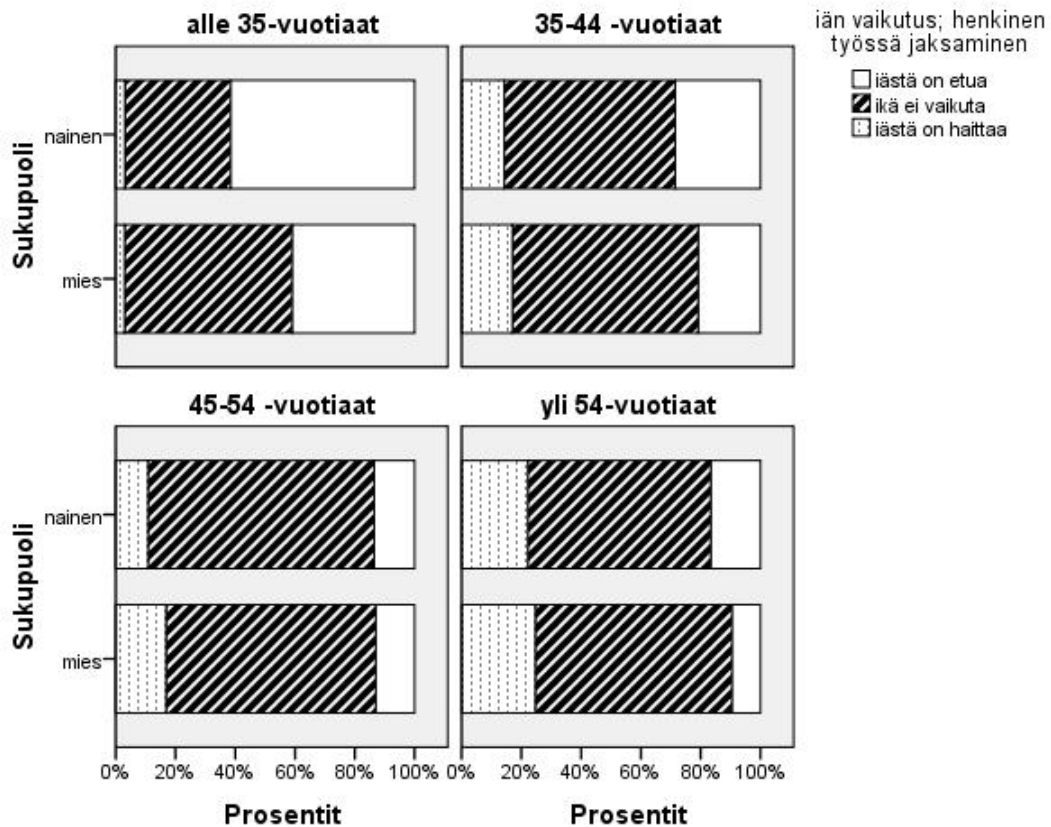 alle 35-vuotiaat
35-44 -vuotiaat
iän vaikutus; henkinen
työssä jaksaminen
iästä on etua
ikä ei vaikuta
iästä on haittaa
Sukupuoli
nainen
mies
45-54 -vuotiaat
yli 54-vuotiaat
Sukupuoli
nainen
mies
0% 20% 40% 60% 80% 100% 0% 20% 40% 60% 80% 100%
Prosentit
Prosentit